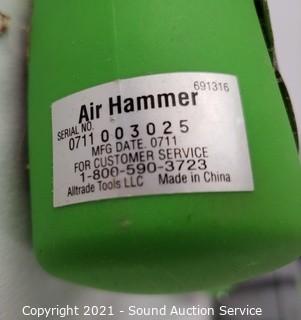 691316
Air Hammer
SERIAL NO.
0711 003025
MFG DATE. 0711
FOR CUSTOMER SERVICE
1-800-590-3723
Alltrade Tools LLC Made in China
Copyright 2021 - Sound Auction Service